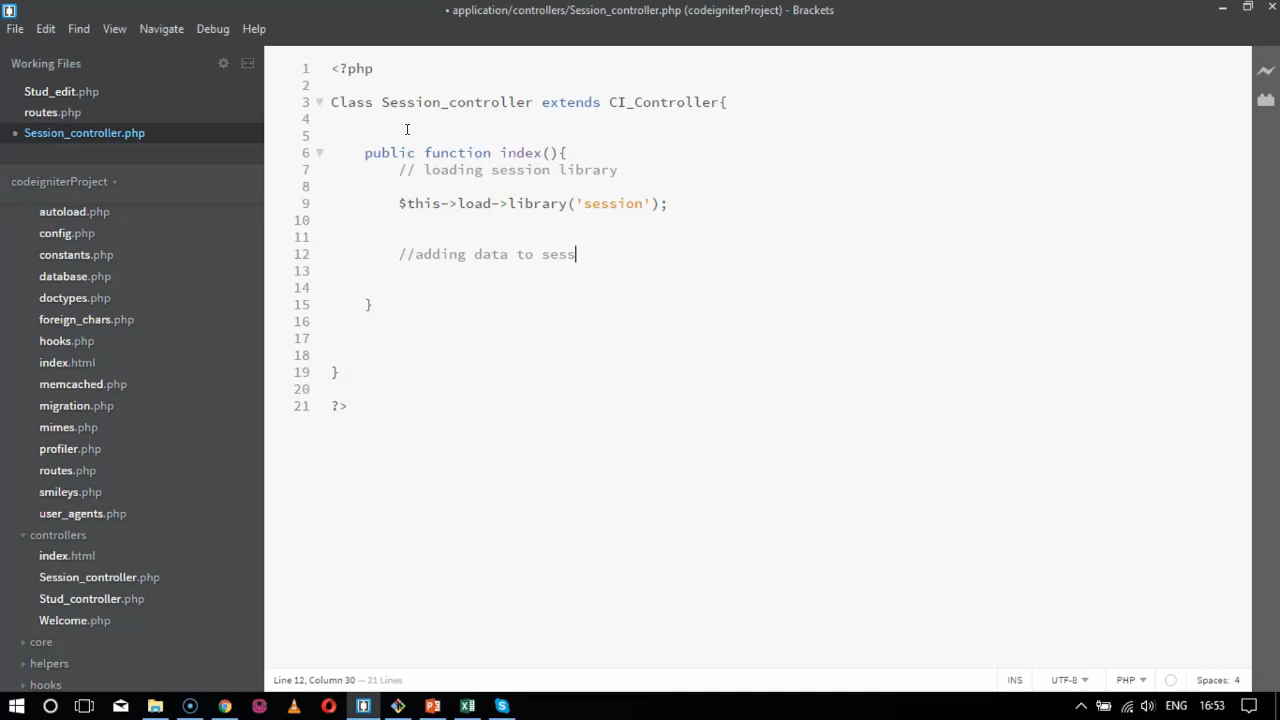 • application/controllers/Session_controller.php (codeigniterProject) - Brackets
File Edit Find View Navigate Debug Help
Working Files
Stud_edit.php
routes.php
• Session_controller.php
codeigniterProject
autoload.php
config.php
constants.php
database.php
doctypes.php
foreign_chars.php
hooks.php
index.html
memcached.php
migration.php
mimes.php
profiler.php
routes.php
smileys.php
user_agents.php
controllers
index.html
Session_controller.php
Stud_controller.php
Welcome.php
core
helpers
hooks
1 <?php
2
3 Class Session_controller extends CI_Controller{
4
5
6 public function index(){
7 // loading session library
8
9 $this->load->library('session');
10
11
12 //adding data to sess
13
14
15 }
16
17
18
19 }
20
21 ?>
Line 12, Column 30 — 21 Lines
INS UTF-8 PHP Spaces: 4
ENG 16:53